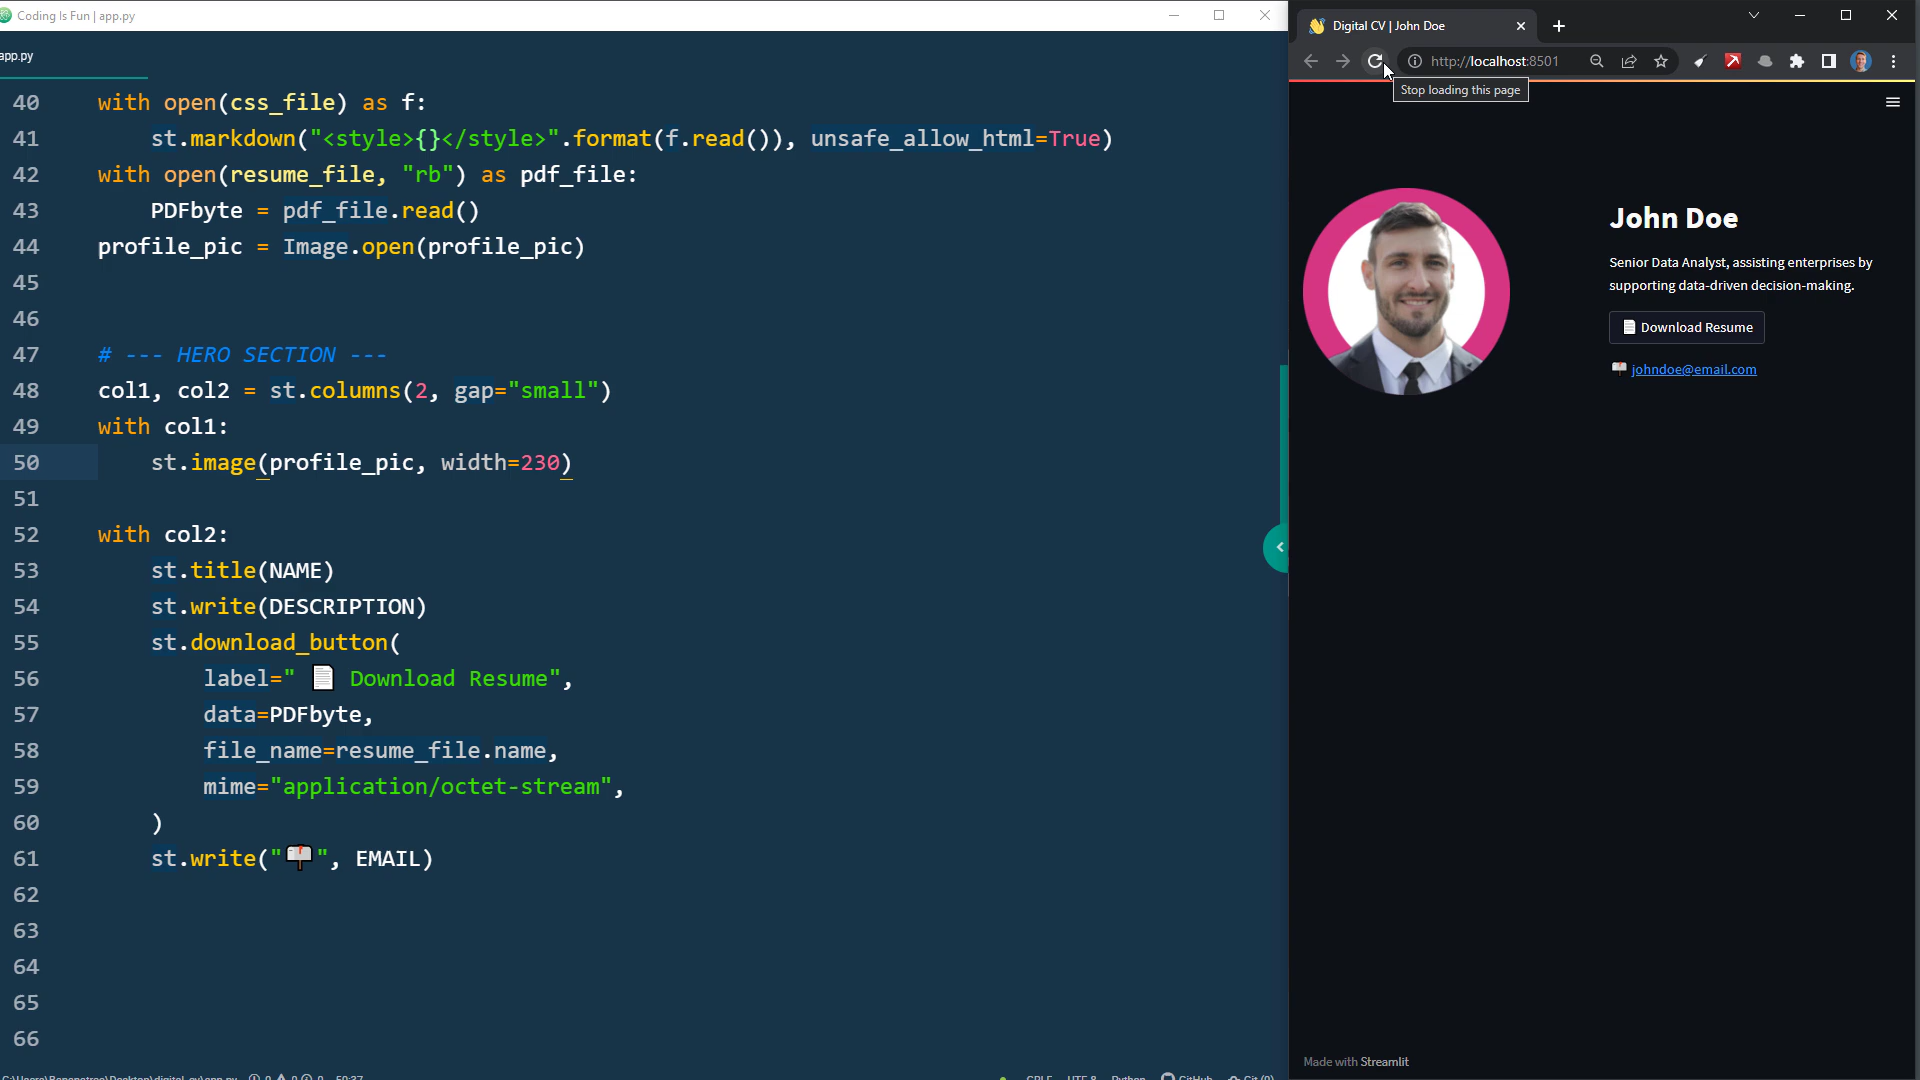 Coding Is Fun | app.py
app.py
40 with open(css_file) as f:
41 st.markdown("<style>{}</style>".format(f.read()), unsafe_allow_html=True)
42 with open(resume_file, "rb") as pdf_file:
43 PDFbyte = pdf_file.read()
44 profile_pic = Image.open(profile_pic)
45
46
47 # --- HERO SECTION ---
48 col1, col2 = st.columns(2, gap="small")
49 with col1:
50 st.image(profile_pic, width=230)
51
52 with col2:
53 st.title(NAME)
54 st.write(DESCRIPTION)
55 st.download_button(
56 label=" 📄 Download Resume",
57 data=PDFbyte,
58 file_name=resume_file.name,
59 mime="application/octet-stream",
60 )
61 st.write("📫", EMAIL)
62
63
64
65
66
Digital CV | John Doe
http://localhost:8501
Stop loading this page
John Doe
Senior Data Analyst, assisting enterprises by
supporting data-driven decision-making.
📄 Download Resume
📫 johndoe@email.com
Made with Streamlit